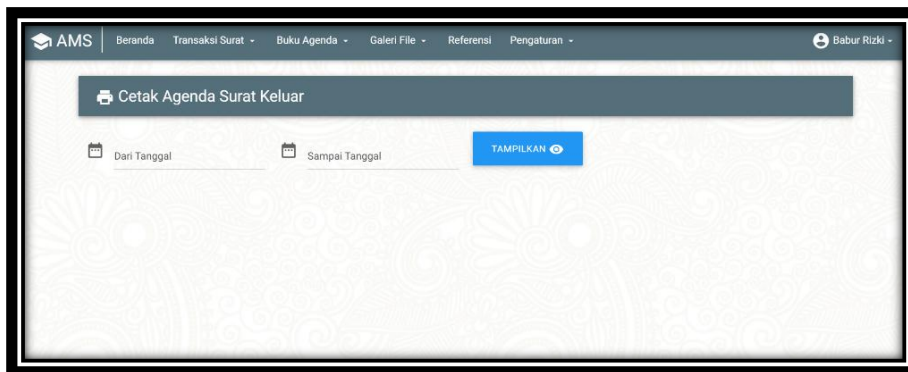 AMS Beranda Transaksi Surat Buku Agenda Galeri File Referensi Pengaturan Babur Rizki
Cetak Agenda Surat Keluar
Dari Tanggal Sampai Tanggal TAMPILKAN